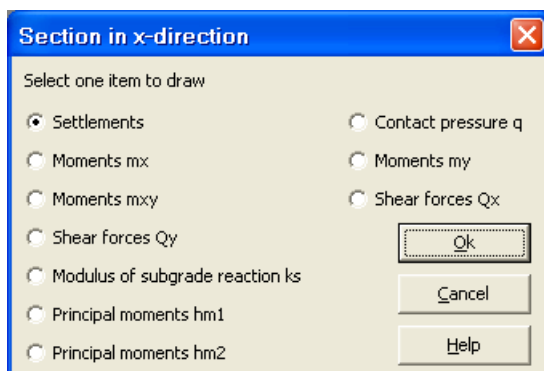 Section in x-direction
Select one item to draw
Settlements
Contact pressure q
Moments mx
Moments my
Moments mxy
Shear forces Qx
Shear forces Qy
Ok
Modulus of subgrade reaction ks
Cancel
Principal moments hm1
Help
Principal moments hm2